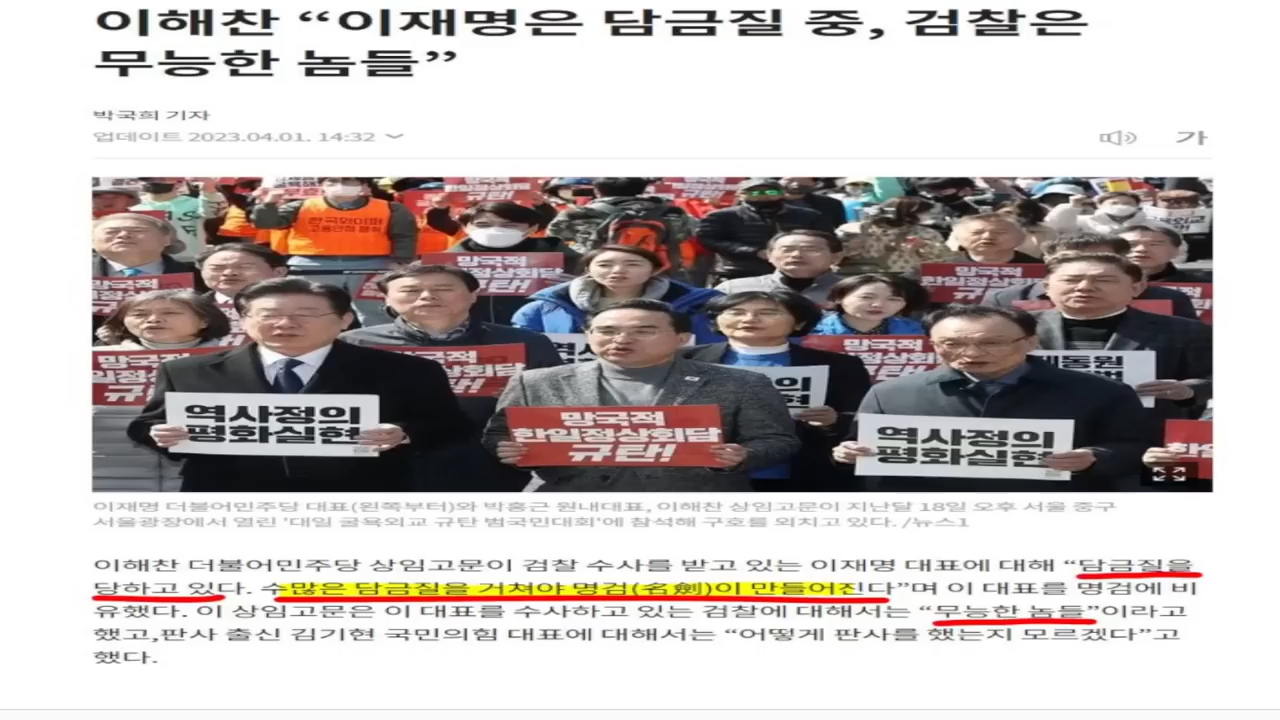 이해찬 “이재명은 담금질 중, 검찰은
무능한 놈들”
박국희 기자
업데이트 2023.04.01. 14:32
가
한국와이퍼
망국적
정상회담
규탄!
망국적
규탄!
역사정의
평화실현
망국적
한일정상회담
규탄!
역사정의
평화실현
이재명 더불어민주당 대표(왼쪽부터)와 박홍근 원내대표, 이해찬 상임고문이 지난달 18일 오후 서울 중구
서울광장에서 열린 '대일 굴욕외교 규탄 범국민대회'에 참석해 구호를 외치고 있다. /뉴스1
이해찬 더불어민주당 상임고문이 검찰 수사를 받고 있는 이재명 대표에 대해 “담금질을
당하고 있다. 수많은 담금질을 거쳐야 명검(名劍)이 만들어진다”며 이 대표를 명검에 비
유했다. 이 상임고문은 이 대표를 수사하고 있는 검찰에 대해서는 “무능한 놈들”이라고
했고,판사 출신 김기현 국민의힘 대표에 대해서는 “어떻게 판사를 했는지 모르겠다”고
했다.